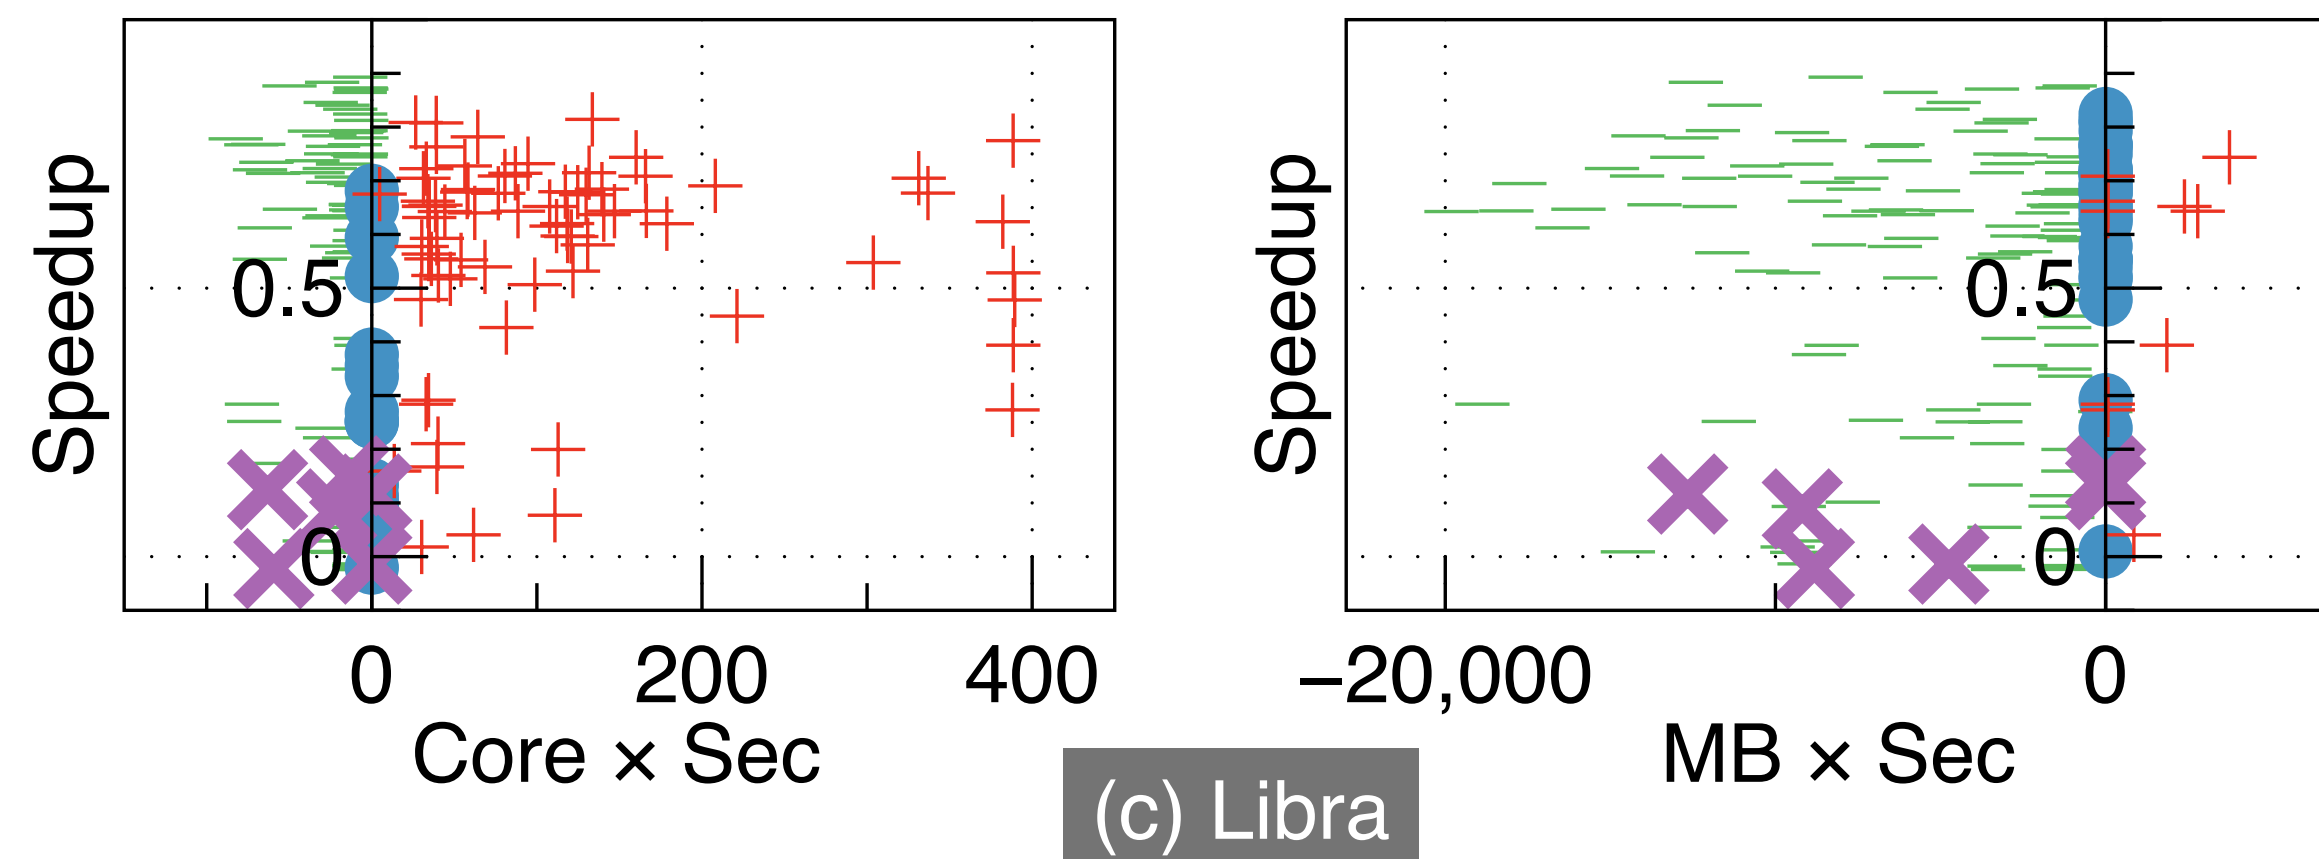 Speedup
0.5
0
0 200 400
Core × Sec
Speedup
0.5
0
−20,000 0
MB × Sec
(c) Libra